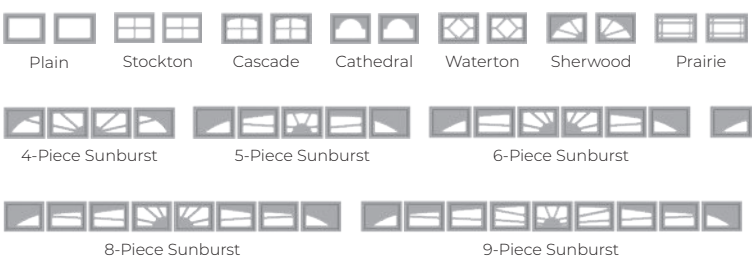 Plain
Stockton
Cascade
Cathedral
Waterton
Sherwood
Prairie
4-Piece Sunburst
5-Piece Sunburst
6-Piece Sunburst
8-Piece Sunburst
9-Piece Sunburst